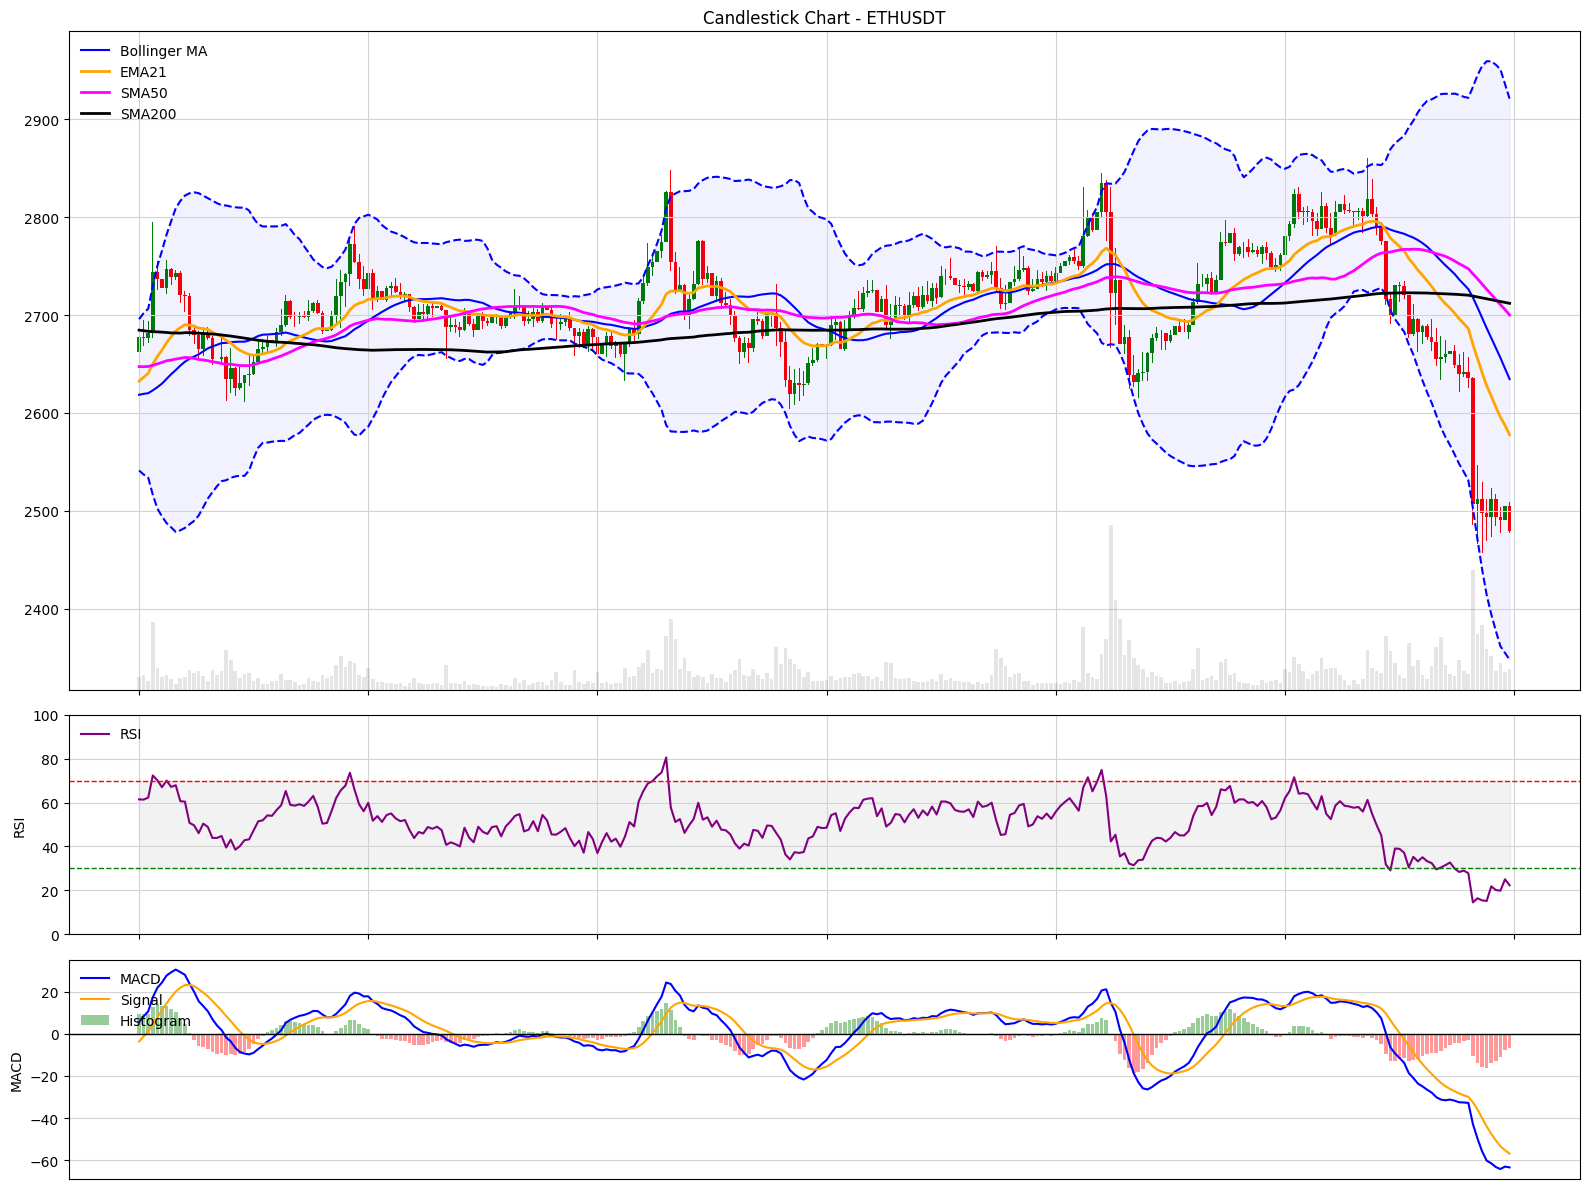 Candlestick Chart - ETHUSDT
Bollinger MA
EMA21
SMA50
SMA200
2900
2800
2700
2600
2500
2400
RSI
100
80
60
40
20
0
RSI
MACD
Signal
Histogram
20
0
−20
−40
−60
MACD